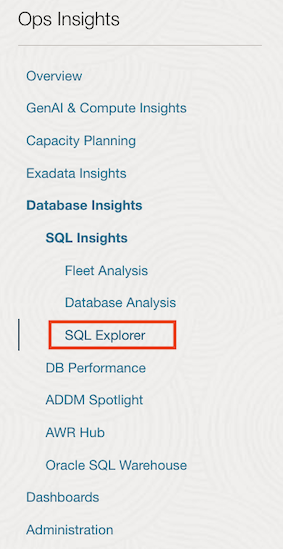 Ops Insights
Overview
GenAI & Compute Insights
Capacity Planning
Exadata Insights
Database Insights
SQL Insights
Fleet Analysis
Database Analysis
SQL Explorer
DB Performance
ADDM Spotlight
AWR Hub
Oracle SQL Warehouse
Dashboards
Administration